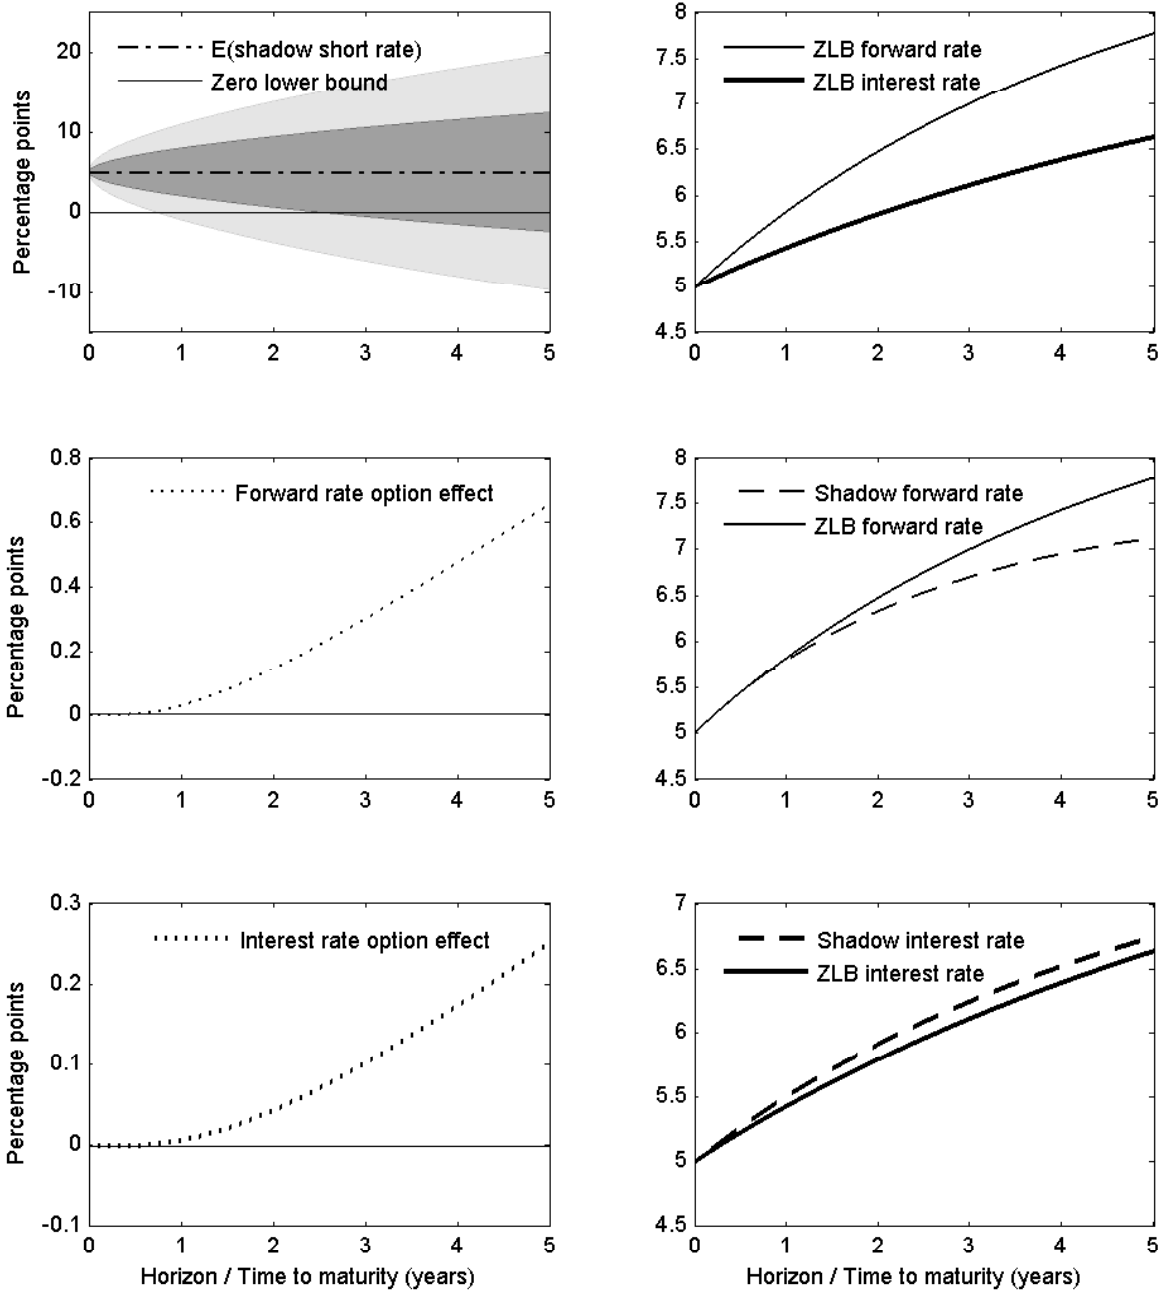 E(shadow short rate)
Zero lower bound
Percentage points
20
10
0
-10
0 1 2 3 4 5
ZLB forward rate
ZLB interest rate
8
7.5
7
6.5
6
5.5
5
4.5
0 1 2 3 4 5
Forward rate option effect
Percentage points
0.8
0.6
0.4
0.2
0
-0.2
0 1 2 3 4 5
Shadow forward rate
ZLB forward rate
8
7.5
7
6.5
6
5.5
5
4.5
0 1 2 3 4 5
Interest rate option effect
Percentage points
0.3
0.2
0.1
0
-0.1
0 1 2 3 4 5
Horizon / Time to maturity (years)
Shadow interest rate
ZLB interest rate
7
6.5
6
5.5
5
4.5
0 1 2 3 4 5
Horizon / Time to maturity (years)